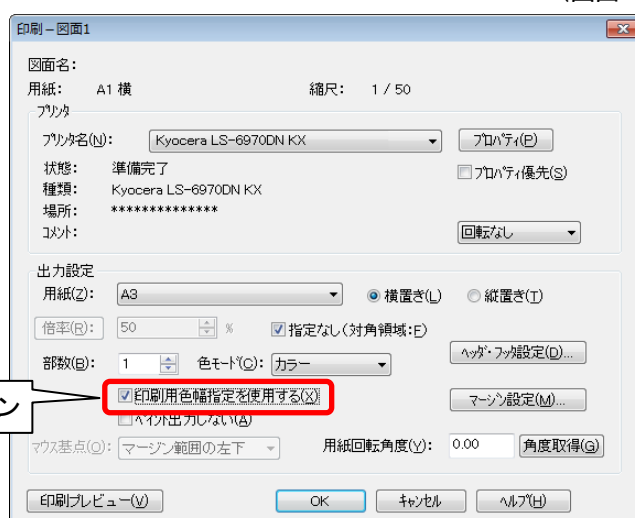 印刷－図面1
図面名：
用紙： A1 横 縮尺： 1 / 50
プリンタ
プリンタ名(N)： Kyocera LS-6970DN KX プロパティ(P)
状態： 準備完了 プロパティ優先(S)
種類： Kyocera LS-6970DN KX
場所： **************
コメント： 回転なし
出力設定
用紙(Z)： A3 横置き(L) 縦置き(T)
倍率(R)： 50 % 指定なし(対角領域:F)
部数(B)： 1 色モード(C)： カラー ヘッダ・フッタ設定(D)...
ン 印刷用色幅指定を使用する(X) マージン設定(M)...
ペイント出力しない(A)
マウス基点(O)： マージン範囲の左下 用紙回転角度(Y)： 0.00 角度取得(G)
印刷プレビュー(V) OK キャンセル ヘルプ(H)